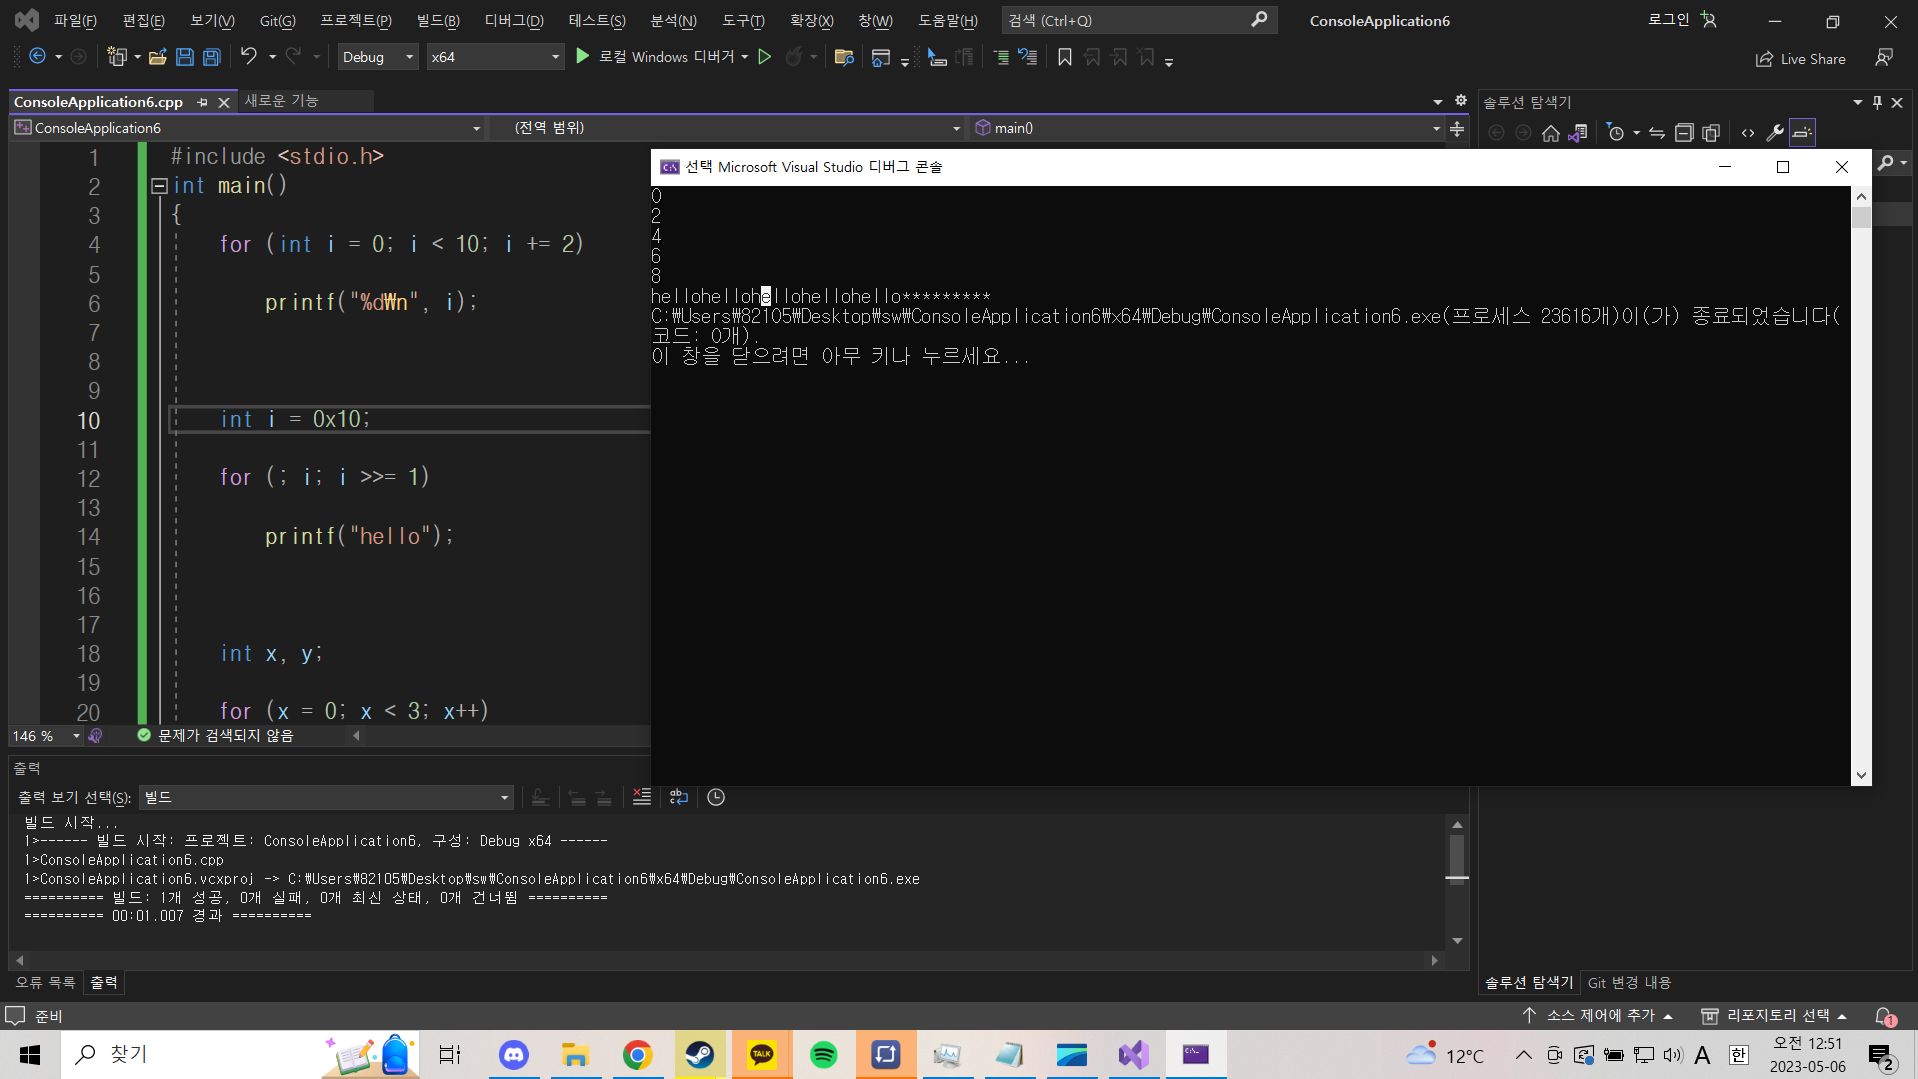 파일(F) 편집(E) 보기(V) Git(G) 프로젝트(P) 빌드(B) 디버그(D) 테스트(S) 분석(N) 도구(T) 확장(X) 창(W) 도움말(H) 검색 (Ctrl+Q) ConsoleApplication6 로그인
Debug x64 로컬 Windows 디버거 Live Share
ConsoleApplication6.cpp 새로운 기능 솔루션 탐색기
ConsoleApplication6 (전역 범위) main()
1 #include <stdio.h>
선택 Microsoft Visual Studio 디버그 콘솔
2 int main()
3 {
4 for (int i = 0; i < 10; i += 2)
5
6 printf("%d₩n", i);
7
8
9
10 int i = 0x10;
11
12 for (; i; i >>= 1)
13
14 printf("hello");
15
16
17
18 int x, y;
19
20 for (x = 0; x < 3; x++)
0
2
4
6
8
hellohellohellohellohello*********
C:₩Users₩82105₩Desktop₩sw₩ConsoleApplication6₩x64₩Debug₩ConsoleApplication6.exe(프로세스 23616개)이(가) 종료되었습니다(
코드: 0개).
이 창을 닫으려면 아무 키나 누르세요...
146 % 문제가 검색되지 않음
출력
출력 보기 선택(S): 빌드
빌드 시작...
1>------ 빌드 시작: 프로젝트: ConsoleApplication6, 구성: Debug x64 ------
1>ConsoleApplication6.cpp
1>ConsoleApplication6.vcxproj -> C:₩Users₩82105₩Desktop₩sw₩ConsoleApplication6₩x64₩Debug₩ConsoleApplication6.exe
========== 빌드: 1개 성공, 0개 실패, 0개 최신 상태, 0개 건너뜀 ==========
========== 00:01.007 경과 ==========
오류 목록 출력 솔루션 탐색기 Git 변경 내용
준비 소스 제어에 추가 리포지토리 선택 1
찾기 TALK 12°C A 한 오전 12:51
2023-05-06 2